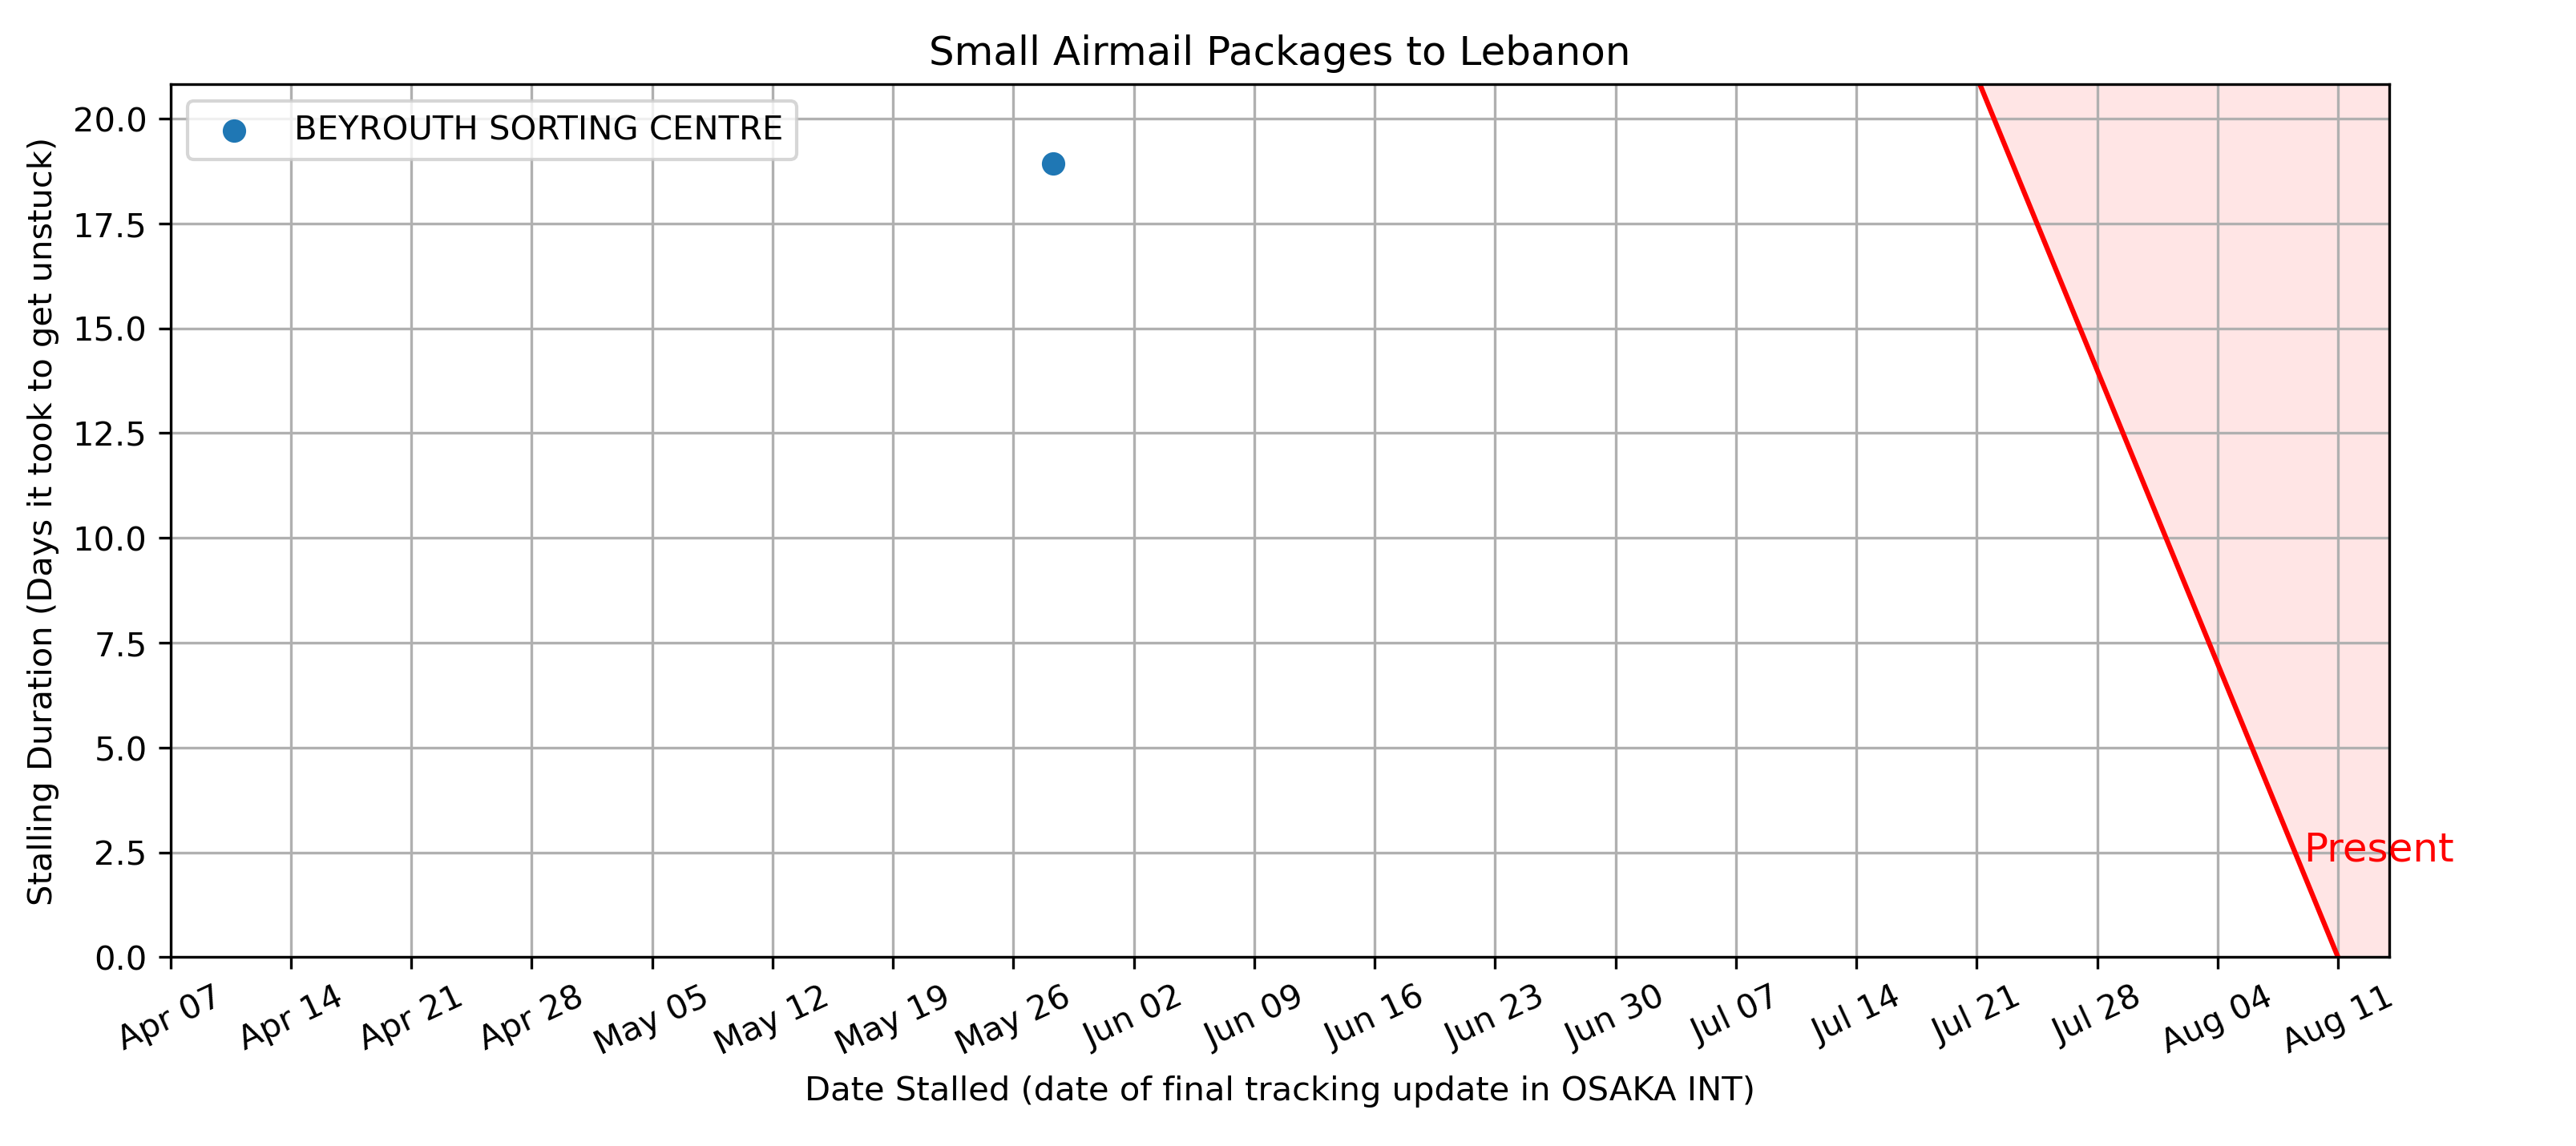 Small Airmail Packages to Lebanon
BEYROUTH SORTING CENTRE
Stalling Duration (Days it took to get unstuck)
20.0
17.5
15.0
12.5
10.0
7.5
5.0
2.5
0.0
Present
Apr 07 Apr 14 Apr 21 Apr 28 May 05 May 12 May 19 May 26 Jun 02 Jun 09 Jun 16 Jun 23 Jun 30 Jul 07 Jul 14 Jul 21 Jul 28 Aug 04 Aug 11
Date Stalled (date of final tracking update in OSAKA INT)